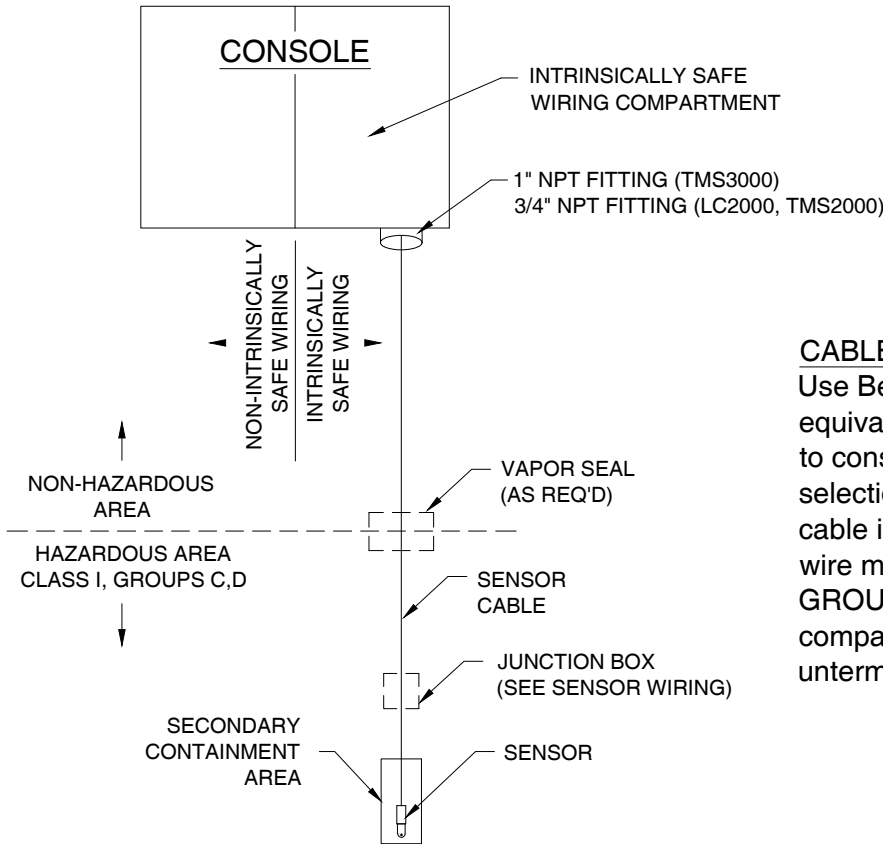 CONSOLE
INTRINSICALLY SAFE
WIRING COMPARTMENT
1" NPT FITTING (TMS3000)
3/4" NPT FITTING (LC2000, TMS2000)
NON-INTRINSICALLY
SAFE WIRING
INTRINSICALLY
SAFE WIRING
NON-HAZARDOUS
AREA
HAZARDOUS AREA
CLASS I, GROUPS C,D
VAPOR SEAL
(AS REQ'D)
SENSOR
CABLE
JUNCTION BOX
(SEE SENSOR WIRING)
SECONDARY
CONTAINMENT
AREA
SENSOR
CABLE
Use Be
equiva
to cons
selectio
cable i
wire m
GROU
compa
unterm